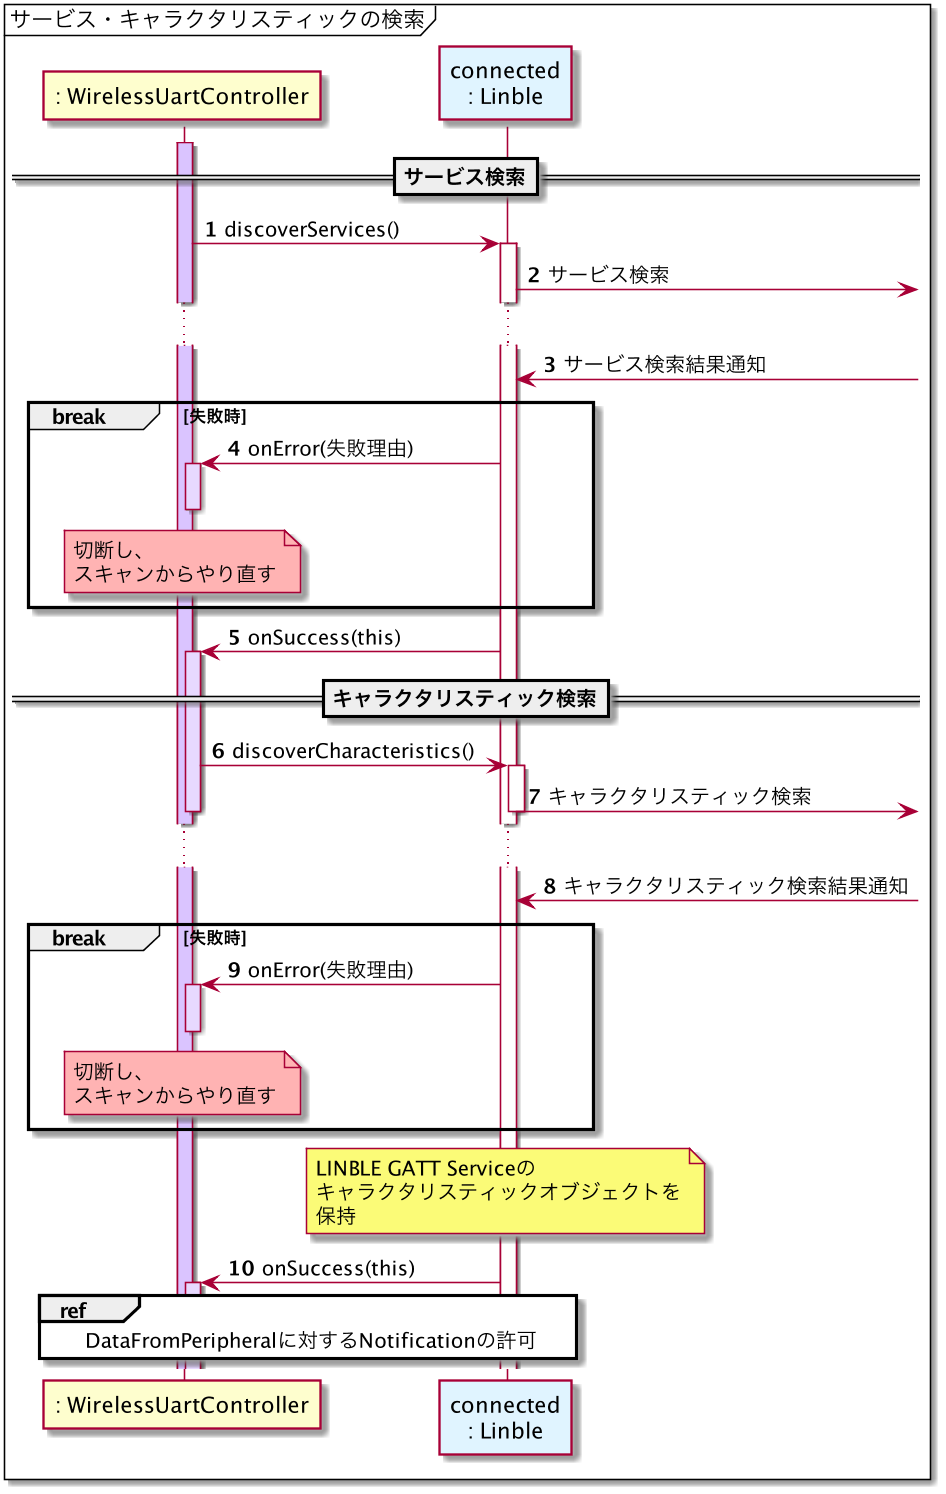 サービス・キャラクタリスティックの検索
connected
: Linble
: WirelessUartController
サービス検索
1 discoverServices()
2 サービス検索
3 サービス検索結果通知
break [失敗時]
4 onError(失敗理由)
切断し、
スキャンからやり直す
5 onSuccess(this)
キャラクタリスティック検索
6 discoverCharacteristics()
7 キャラクタリスティック検索
8 キャラクタリスティック検索結果通知
break [失敗時]
9 onError(失敗理由)
切断し、
スキャンからやり直す
LINBLE GATT Serviceの
キャラクタリスティックオブジェクトを
保持
10 onSuccess(this)
ref
DataFromPeripheralに対するNotificationの許可
: WirelessUartController
connected
: Linble